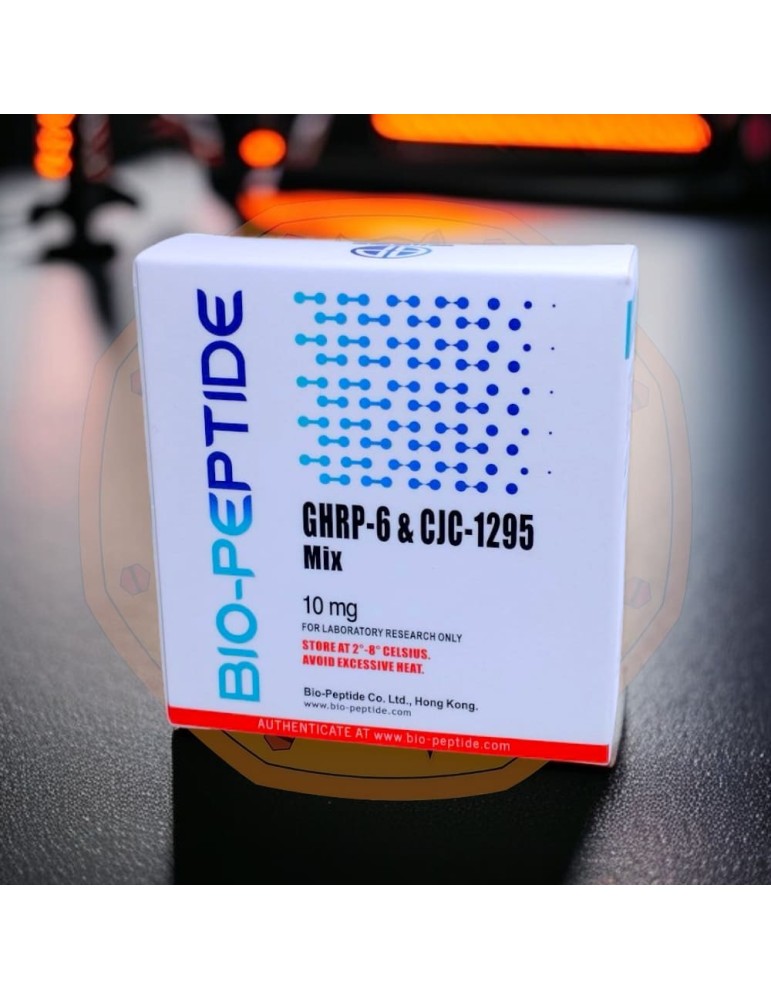 BIO-PEPTIDE
GHRP-6 & CJC-1295
Mix
10 mg
FOR LABORATORY RESEARCH ONLY
STORE AT 2°-8° CELSIUS.
AVOID EXCESSIVE HEAT.
Bio-Peptide Co. Ltd., Hong Kong.
www.bio-peptide.com
AUTHENTICATE AT www.bio-peptide.com